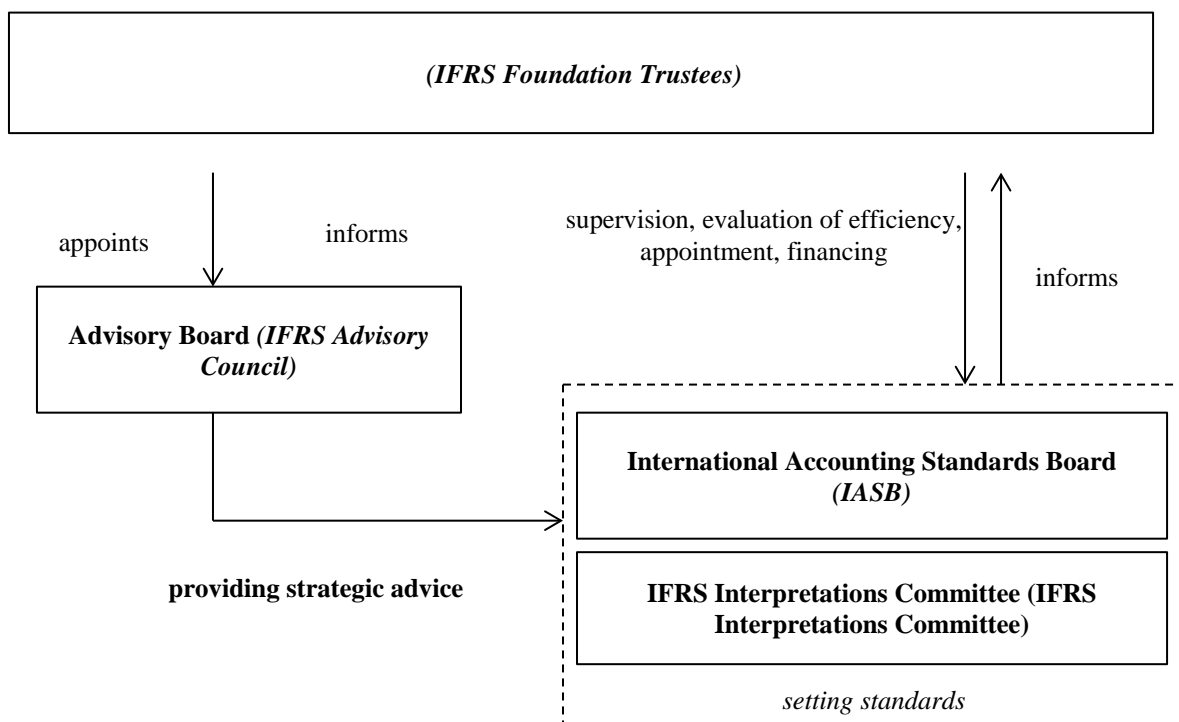 (IFRS Foundation Trustees)
appoints
informs
supervision, evaluation of efficiency,
appointment, financing
informs
Advisory Board (IFRS Advisory
Council)
International Accounting Standards Board
(IASB)
providing strategic advice
IFRS Interpretations Committee (IFRS
Interpretations Committee)
setting standards